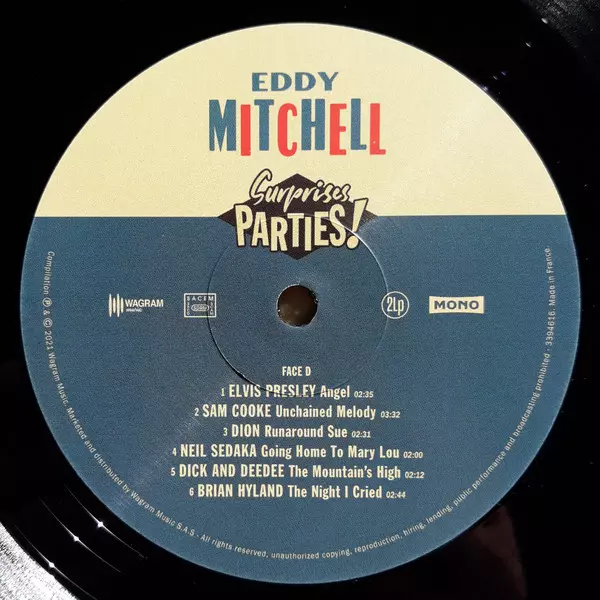 EDDY
MITCHELL
Surprises
PARTIES!
WAGRAM
music
SACEM
2Lp
MONO
FACE D
1 ELVIS PRESLEY Angel 02:35
2 SAM COOKE Unchained Melody 03:32
3 DION Runaround Sue 02:31
4 NEIL SEDAKA Going Home To Mary Lou 02:00
5 DICK AND DEEDEE The Mountain's High 02:12
6 BRIAN HYLAND The Night I Cried 02:44
Compilation ℗ & © 2021 Wagram Music. Marketed and distributed by Wagram Music S.A.S - All rights reserved, unauthorized copying, reproduction, hiring, lending, public performance and broadcasting prohibited - 3394616. Made in France.